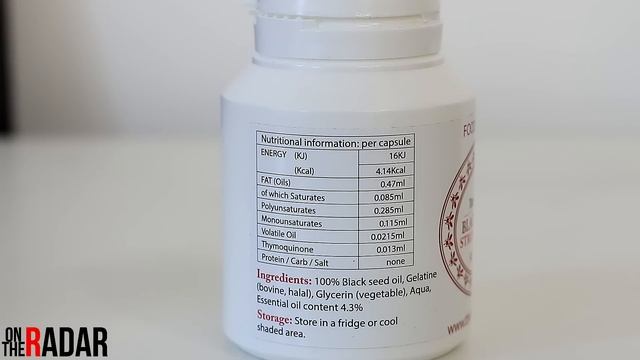 Nutritional information: per capsule
ENERGY (KJ) 16KJ
(Kcal) 4.14Kcal
FAT (Oils) 0.47ml
of which Saturates 0.085ml
Polyunsaturates 0.285ml
Monounsaturates 0.115ml
Volatile Oil 0.0215ml
Thymoquinone 0.013ml
Protein / Carb / Salt none
Ingredients: 100% Black seed oil, Gelatine
(bovine, halal), Glycerin (vegetable), Aqua,
Essential oil content 4.3%
Storage: Store in a fridge or cool
shaded area.
ON
THE RADAR